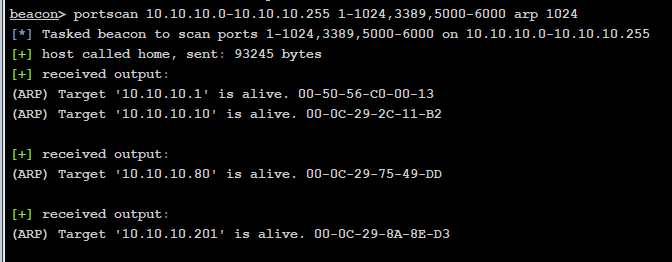 beacon> portscan 10.10.10.0-10.10.10.255 1-1024,3389,5000-6000 arp 1024
[*] Tasked beacon to scan ports 1-1024,3389,5000-6000 on 10.10.10.0-10.10.10.255
[+] host called home, sent: 93245 bytes
[+] received output:
(ARP) Target '10.10.10.1' is alive. 00-50-56-C0-00-13
(ARP) Target '10.10.10.10' is alive. 00-0C-29-2C-11-B2
[+] received output:
(ARP) Target '10.10.10.80' is alive. 00-0C-29-75-49-DD
[+] received output:
(ARP) Target '10.10.10.201' is alive. 00-0C-29-8A-8E-D3